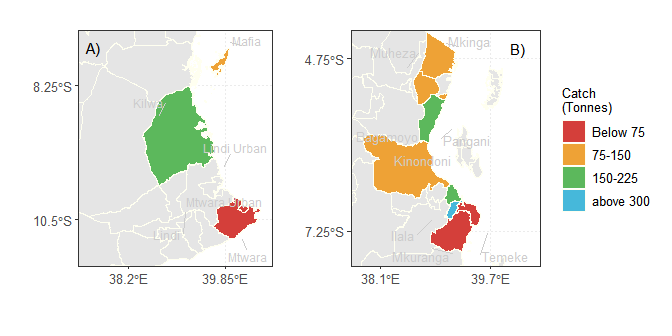 A)
Mafia
8.25°S
Kilwa
Lindi Urban
Mtwara Urban
10.5°S
Lindi
Mtwara
38.2°E
39.85°E
B)
Mkinga
Muheza
4.75°S
Bagamoyo
Pangani
Kinondoni
7.25°S
Ilala
Mkuranga
Temeke
38.1°E
39.7°E
Catch
(Tonnes)
Below 75
75-150
150-225
above 300